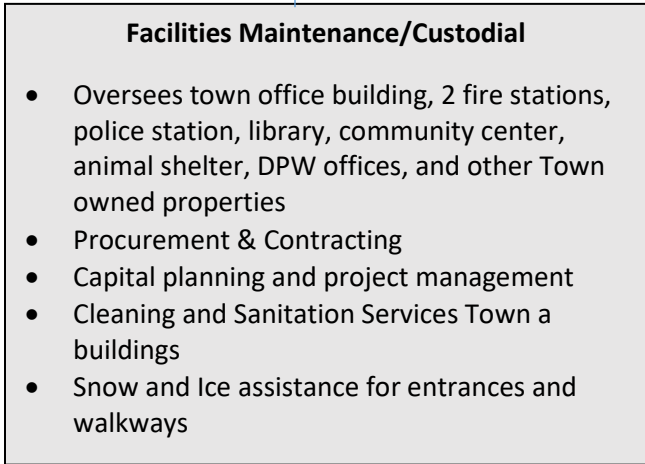 Facilities Maintenance/Custodial
• Oversees town office building, 2 fire stations,
police station, library, community center,
animal shelter, DPW offices, and other Town
owned properties
• Procurement & Contracting
• Capital planning and project management
• Cleaning and Sanitation Services Town a
buildings
• Snow and Ice assistance for entrances and
walkways